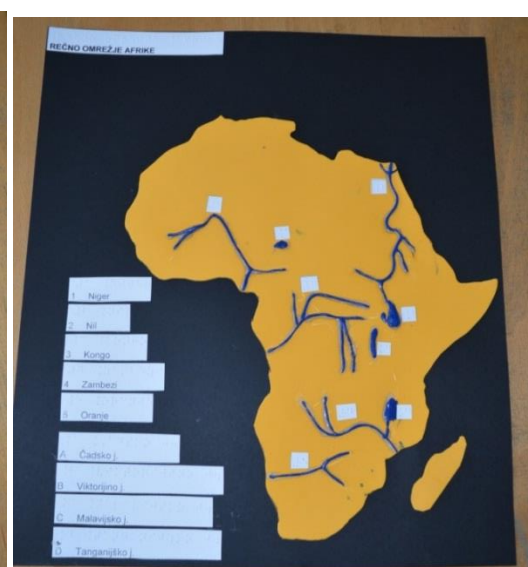 REČNO OMREŽJE AFRIKE
1 Niger
2 Nil
3 Kongo
4 Zambezi
5 Oranje
A Čadsko j.
B Viktorijino j.
C Malavijsko j.
D Tanganjiško j.